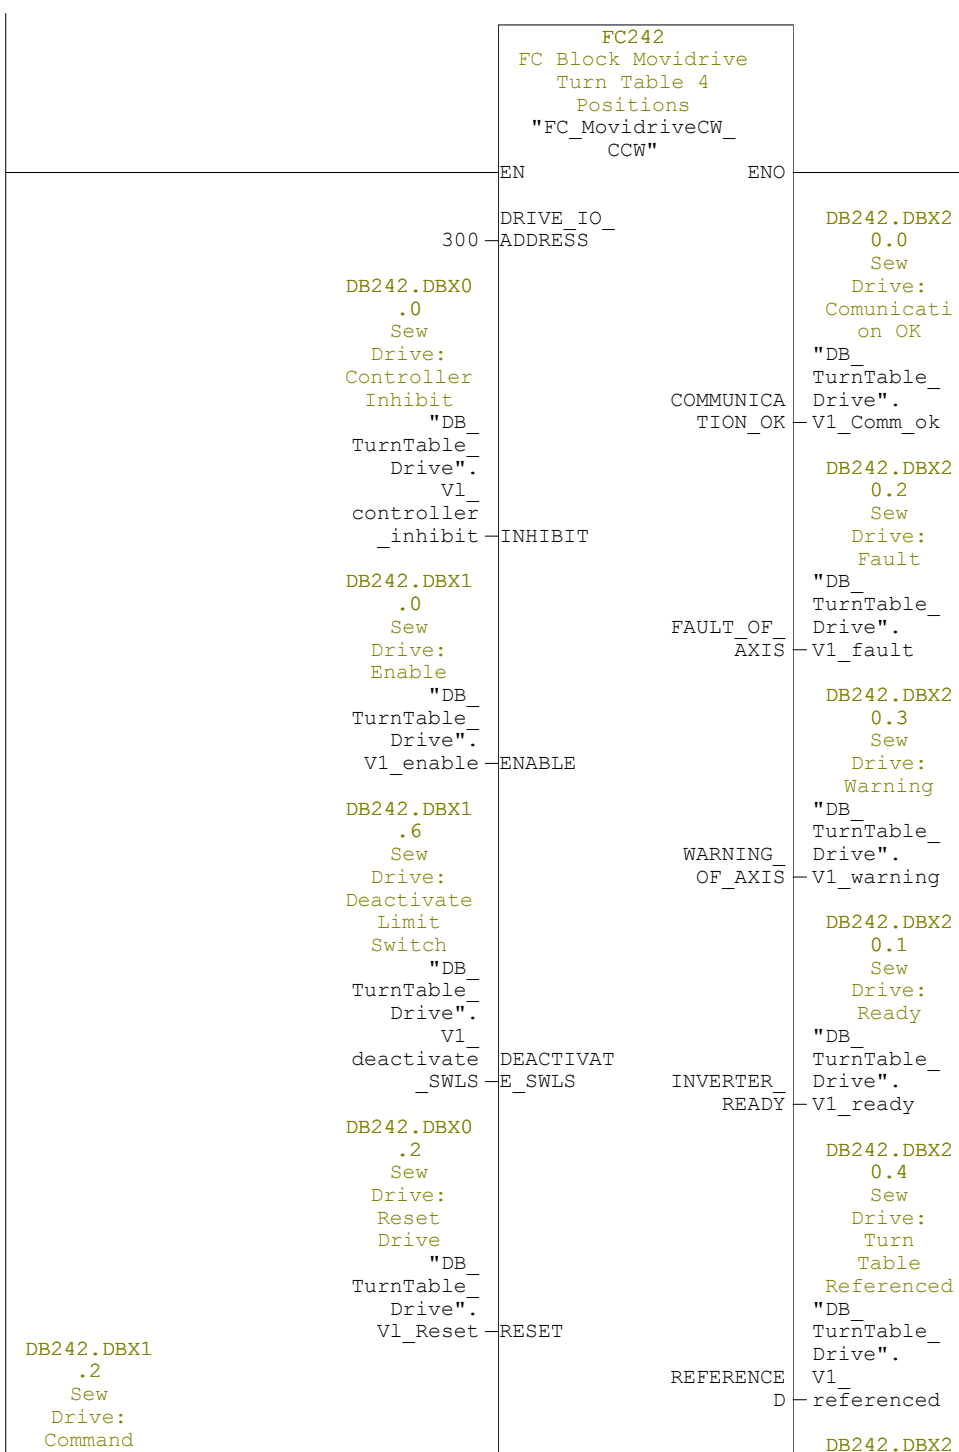 FC242
FC Block Movidrive
Turn Table 4
Positions
"FC_MovidriveCW_
CCW"
EN
ENO
DRIVE_IO_
300
ADDRESS
DB242.DBX0
.0
Sew
Drive:
Controller
Inhibit
"DB_
TurnTable_
Drive".
Vl_
controller
_inhibit
INHIBIT
DB242.DBX1
.0
Sew
Drive:
Enable
"DB_
TurnTable_
Drive".
V1_enable
ENABLE
DB242.DBX1
.6
Sew
Drive:
Deactivate
Limit
Switch
"DB_
TurnTable_
Drive".
V1_
deactivate
_SWLS
DEACTIVAT
E_SWLS
DB242.DBX0
.2
Sew
Drive:
Reset
Drive
"DB_
TurnTable_
Drive".
Vl_Reset
RESET
DB242.DBX1
.2
Sew
Drive:
Command
DB242.DBX2
0.0
Sew
Drive:
Comunicati
on OK
"DB_
TurnTable_
Drive".
V1_Comm_ok
COMMUNICA
TION_OK
DB242.DBX2
0.2
Sew
Drive:
Fault
"DB_
TurnTable_
Drive".
V1_fault
FAULT_OF_
AXIS
DB242.DBX2
0.3
Sew
Drive:
Warning
"DB_
TurnTable_
Drive".
V1_warning
WARNING_
OF_AXIS
DB242.DBX2
0.1
Sew
Drive:
Ready
"DB_
TurnTable_
Drive".
V1_ready
INVERTER_
READY
DB242.DBX2
0.4
Sew
Drive:
Turn
Table
Referenced
"DB_
TurnTable_
Drive".
V1_
referenced
REFERENCE
D
DB242.DBX2